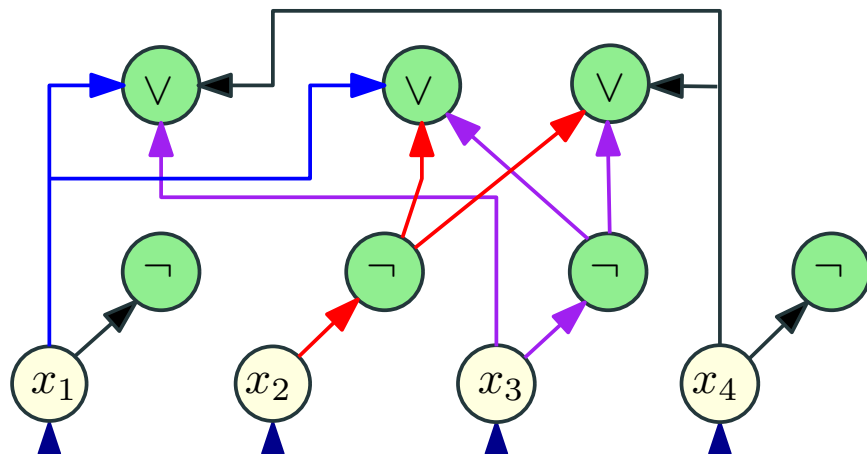 ∨ ∨ ∨
¬ ¬ ¬ ¬
x₁ x₂ x₃ x₄